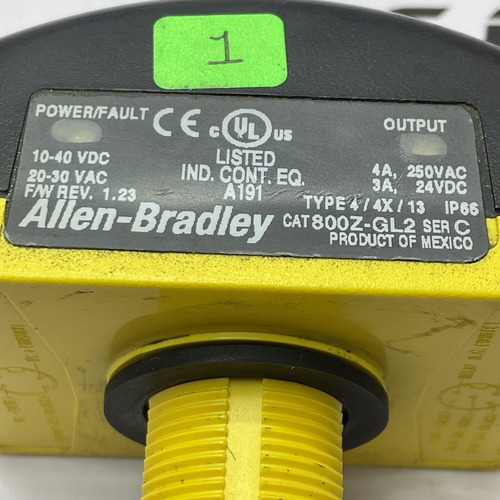 1
POWER/FAULT
CE c UL US
OUTPUT
LISTED
10-40 VDC
IND. CONT. EQ.
4A, 250VAC
20-30 VAC
A191
3A, 24VDC
F/W REV. 1.23
TYPE 4 / 4X / 13 IP66
Allen-Bradley
CAT 800Z-GL2 SER C
PRODUCT OF MEXICO